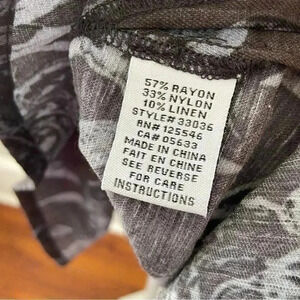 57% RAYON
33% NYLON
10% LINEN
STYLE# 33036
RN# 125546
CA# 05633
MADE IN CHINA
FAIT EN CHINE
SEE REVERSE
FOR CARE
INSTRUCTIONS